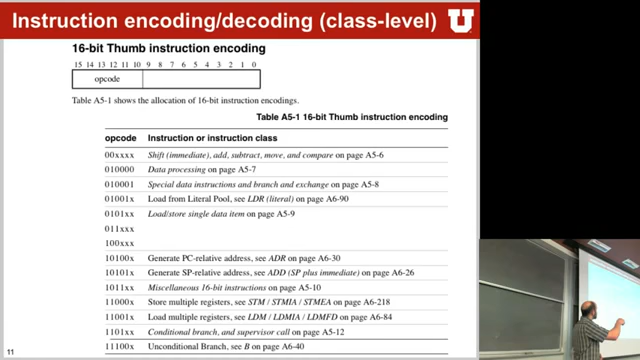 Instruction encoding/decoding (class-level)
U
16-bit Thumb instruction encoding
15 14 13 12 11 10 9 8 7 6 5 4 3 2 1 0
opcode
Table A5-1 shows the allocation of 16-bit instruction encodings.
Table A5-1 16-bit Thumb instruction encoding
opcode Instruction or instruction class
00xxxx Shift (immediate), add, subtract, move, and compare on page A5-6
010000 Data processing on page A5-7
010001 Special data instructions and branch and exchange on page A5-8
01001x Load from Literal Pool, see LDR (literal) on page A6-90
0101xx Load/store single data item on page A5-9
011xxx
100xxx
10100x Generate PC-relative address, see ADR on page A6-30
10101x Generate SP-relative address, see ADD (SP plus immediate) on page A6-26
1011xx Miscellaneous 16-bit instructions on page A5-10
11000x Store multiple registers, see STM / STMIA / STMEA on page A6-218
11001x Load multiple registers, see LDM / LDMIA / LDMFD on page A6-84
1101xx Conditional branch, and supervisor call on page A5-12
11100x Unconditional Branch, see B on page A6-40
11